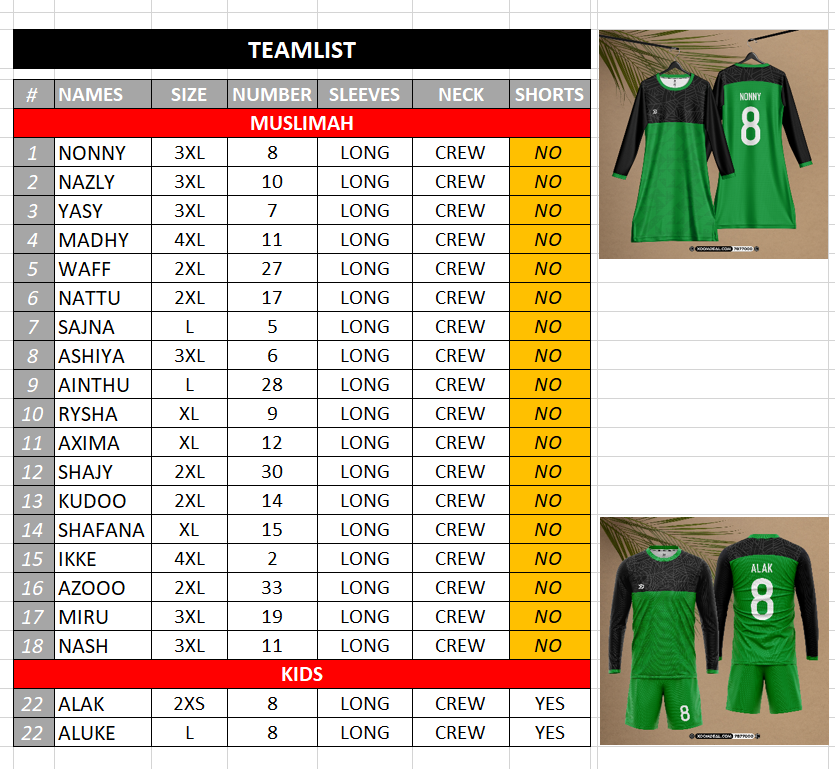 TEAMLIST
# NAMES SIZE NUMBER SLEEVES NECK SHORTS
MUSLIMAH
1 NONNY 3XL 8 LONG CREW NO
2 NAZLY 3XL 10 LONG CREW NO
3 YASY 3XL 7 LONG CREW NO
4 MADHY 4XL 11 LONG CREW NO
5 WAFF 2XL 27 LONG CREW NO
6 NATTU 2XL 17 LONG CREW NO
7 SAJNA L 5 LONG CREW NO
8 ASHIYA 3XL 6 LONG CREW NO
9 AINTHU L 28 LONG CREW NO
10 RYSHA XL 9 LONG CREW NO
11 AXIMA XL 12 LONG CREW NO
12 SHAJY 2XL 30 LONG CREW NO
13 KUDOO 2XL 14 LONG CREW NO
14 SHAFANA XL 15 LONG CREW NO
15 IKKE 4XL 2 LONG CREW NO
16 AZOOO 2XL 33 LONG CREW NO
17 MIRU 3XL 19 LONG CREW NO
18 NASH 3XL 11 LONG CREW NO
KIDS
22 ALAK 2XS 8 LONG CREW YES
22 ALUKE L 8 LONG CREW YES
NONNY
8
XOOMDEAL.COM 7977000
ALAK
8
8
XOOMDEAL.COM 7977000